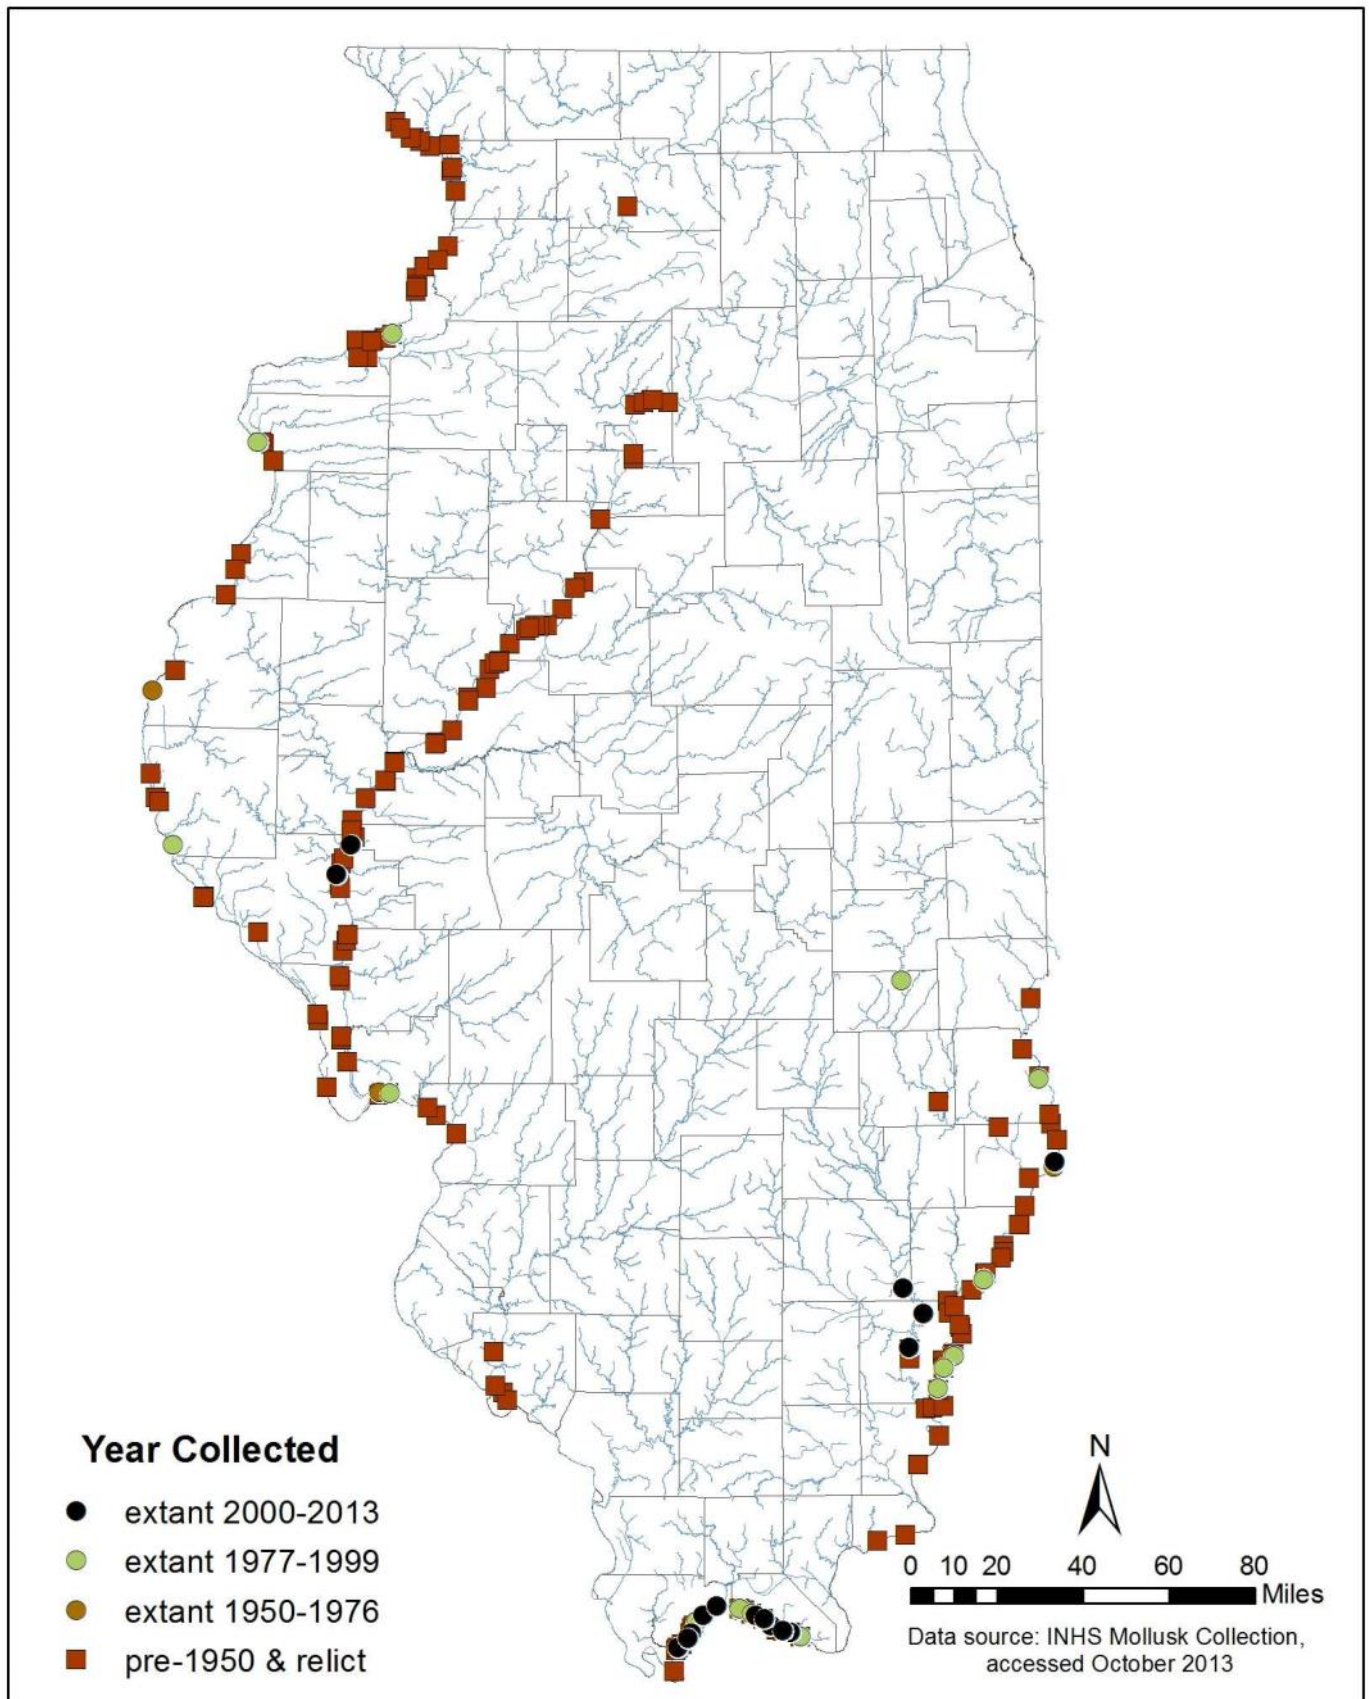 Year Collected
extant 2000-2013
extant 1977-1999
extant 1950-1976
pre-1950 & relict
N
0 10 20 40 60 80
Miles
Data source: INHS Mollusk Collection,
accessed October 2013